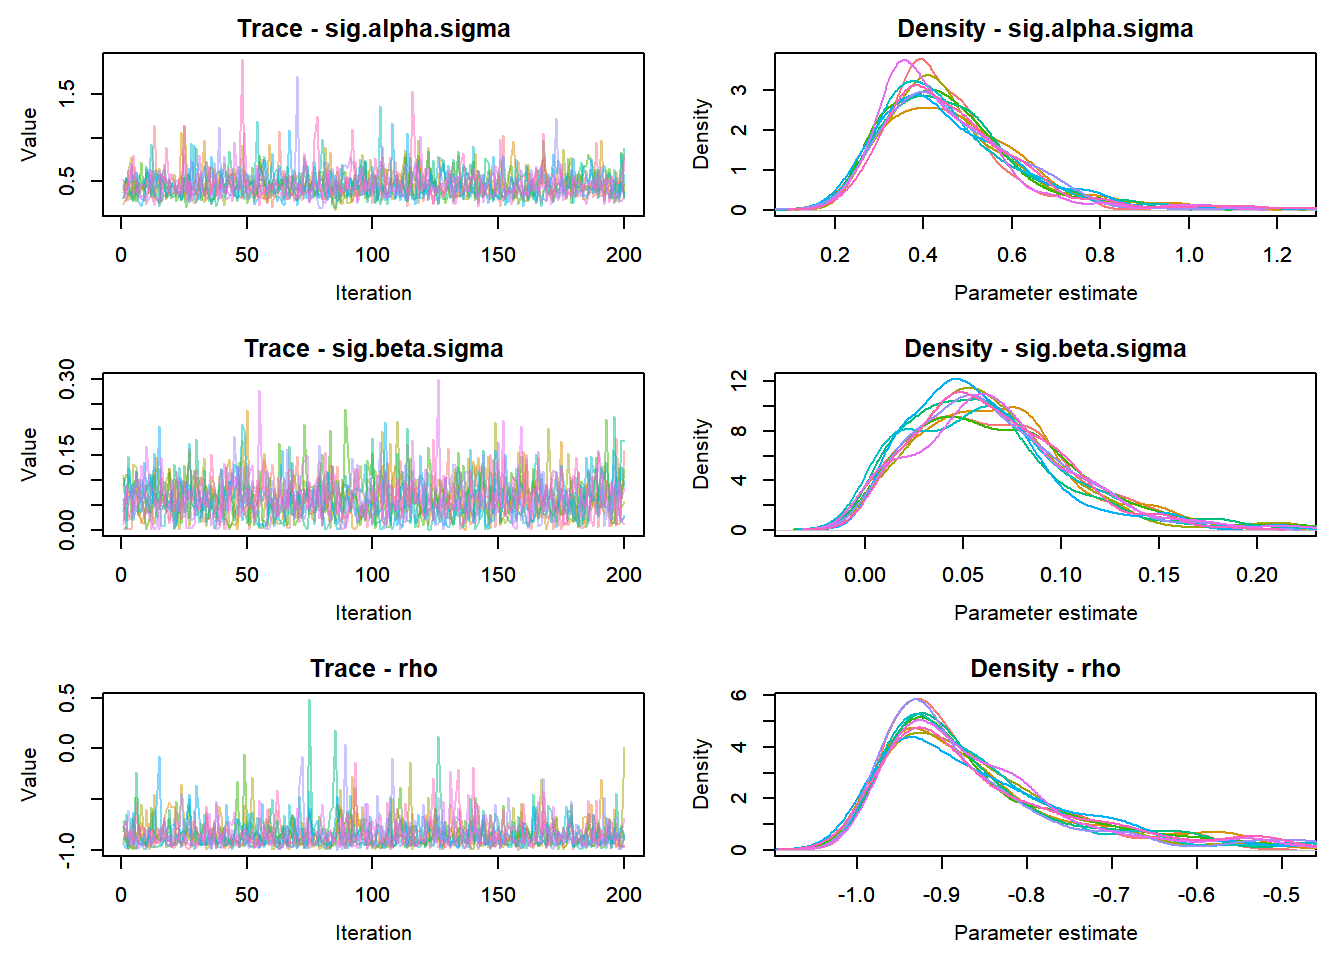 Trace - sig.alpha.sigma
Value
0.5
1.5
0 50 100 150 200
Iteration
Density - sig.alpha.sigma
Density
0 1 2 3
0.2 0.4 0.6 0.8 1.0 1.2
Parameter estimate
Trace - sig.beta.sigma
Value
0.00 0.15 0.30
0 50 100 150 200
Iteration
Density - sig.beta.sigma
Density
0 4 8 12
0.00 0.05 0.10 0.15 0.20
Parameter estimate
Trace - rho
Value
-1.0 0.0 0.5
0 50 100 150 200
Iteration
Density - rho
Density
0 2 4 6
-1.0 -0.9 -0.8 -0.7 -0.6 -0.5
Parameter estimate